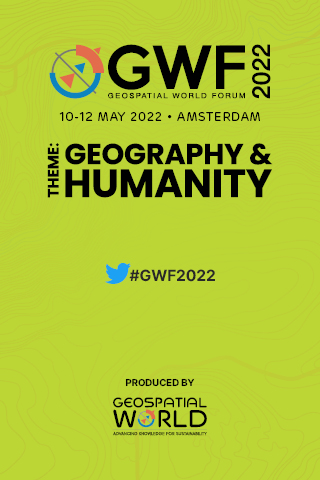 GWF 2022
GEOSPATIAL WORLD FORUM
10-12 MAY 2022 • AMSTERDAM
THEME: GEOGRAPHY &
HUMANITY
#GWF2022
PRODUCED BY
GEOSPATIAL
WORLD
ADVANCING KNOWLEDGE FOR SUSTAINABILITY